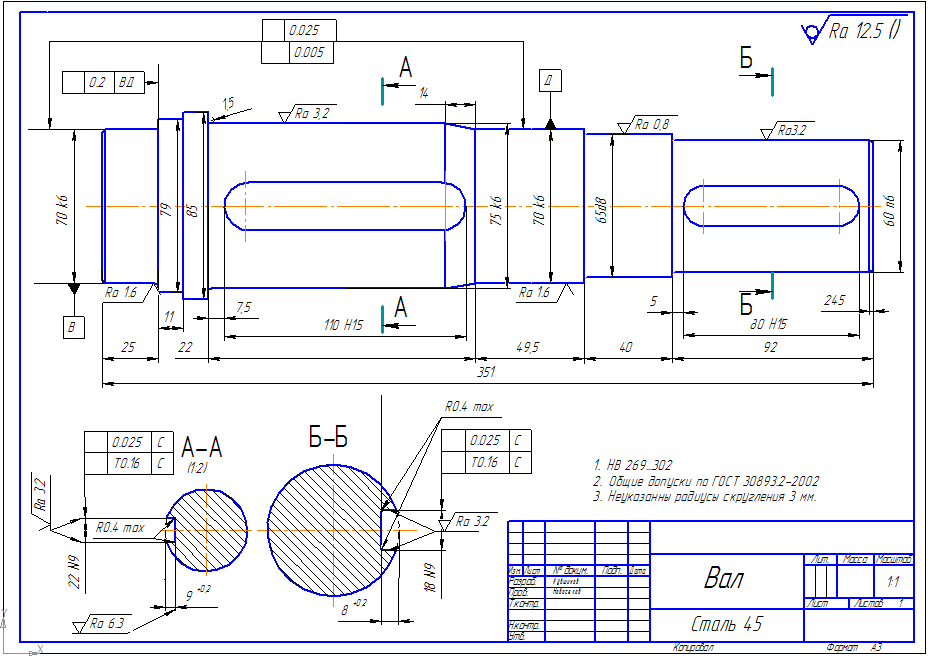 0.025
0.005
Ra 12.5 ()
А
Б
0.2 ВД
Д
14
1,5
Ra 3,2
Ra 0,8
Ra3.2
70 k6
79
85
75 k6
70 k6
65d8
60 n6
Ra 1.6
Ra 1.6
В
А
Б
11
7,5
5
245
110 H15
80 H15
25
22
49,5
40
92
351
R0.4 max
0.025 С
Т0.16 С
А-А
(1:2)
Б-Б
0.025 С
Т0.16 С
Ra 3.2
R0.4 max
22 N9
Ra 3.2
18 N9
9 +0,2
8 +0,2
Ra 6.3
1. HB 269...302
2. Общие допуски по ГОСТ 30893.2-2002
3. Неуказанны радиусы скругления 3 мм.
Изм. Лист № докум. Подп. Дата
Разраб.
Пров.
Т.контр.
Н.контр.
Утв.
Вал
Лит. Масса Масштаб
1:1
Лист Листов 1
Сталь 45
Копировал Формат А3
Y
X